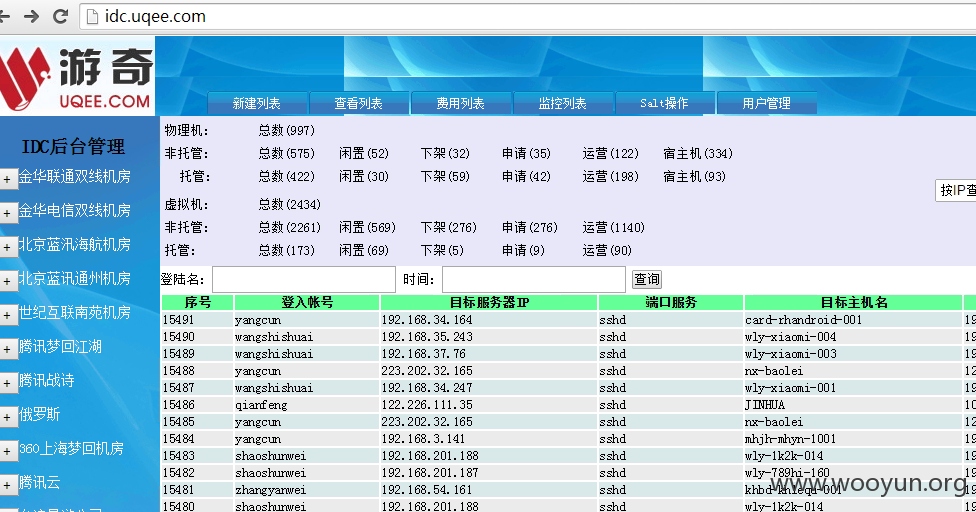 idc.uqee.com
游奇
UQEE.COM
新建列表 查看列表 费用列表 监控列表 Salt操作 用户管理
IDC后台管理
+ 金华联通双线机房
+ 金华电信双线机房
+ 北京蓝汛海航机房
+ 北京蓝讯通州机房
+ 世纪互联南苑机房
+ 腾讯梦回江湖
+ 腾讯战诗
+ 俄罗斯
+ 360上海梦回机房
+ 腾讯云
物理机: 总数(997)
非托管: 总数(575) 闲置(52) 下架(32) 申请(35) 运营(122) 宿主机(334)
托管: 总数(422) 闲置(30) 下架(59) 申请(42) 运营(198) 宿主机(93)
虚拟机: 总数(2434)
非托管: 总数(2261) 闲置(569) 下架(276) 申请(276) 运营(1140)
托管: 总数(173) 闲置(69) 下架(5) 申请(9) 运营(90)
按IP查
登陆名: 时间: 查询
序号 登入帐号 目标服务器IP 端口服务 目标主机名
15491 yangcun 192.168.34.164 sshd card-rhandroid-001 19
15490 wangshishuai 192.168.35.243 sshd wly-xiaomi-004 19
15489 wangshishuai 192.168.37.76 sshd wly-xiaomi-003 19
15488 yangcun 223.202.32.165 sshd nx-baolei 12
15487 wangshishuai 192.168.34.247 sshd wly-xiaomi-001 19
15486 qianfeng 122.226.111.35 sshd JINHUA 10
15485 yangcun 223.202.32.165 sshd nx-baolei 12
15484 yangcun 192.168.3.141 sshd mhjh-mhyn-1001 19
15483 shaoshunwei 192.168.201.188 sshd wly-1k2k-014 19
15482 shaoshunwei 192.168.201.187 sshd wly-789hi-160
15481 zhangyanwei 192.168.54.161 sshd
15480 shaoshunwei 192.168.201.188 sshd wly-1k2k-014 19
www.wooyun.org